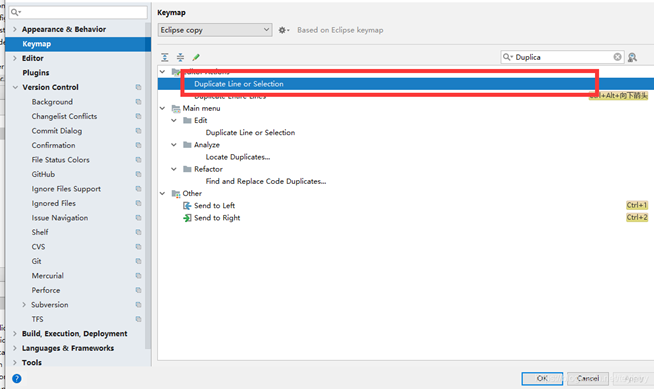 Keymap
Appearance & Behavior
Keymap
Editor
Plugins
Version Control
Background
Changelist Conflicts
Commit Dialog
Confirmation
File Status Colors
GitHub
Ignore Files Support
Ignored Files
Issue Navigation
Shelf
CVS
Git
Mercurial
Perforce
Subversion
TFS
Build, Execution, Deployment
Languages & Frameworks
Tools
Eclipse copy
Based on Eclipse keymap
Duplica
Editor Actions
Duplicate Line or Selection
Duplicate Entire Lines
Ctrl+Alt+向下箭头
Main menu
Edit
Duplicate Line or Selection
Analyze
Locate Duplicates...
Refactor
Find and Replace Code Duplicates...
Other
Send to Left
Ctrl+1
Send to Right
Ctrl+2
?
OK
Cancel
Apply